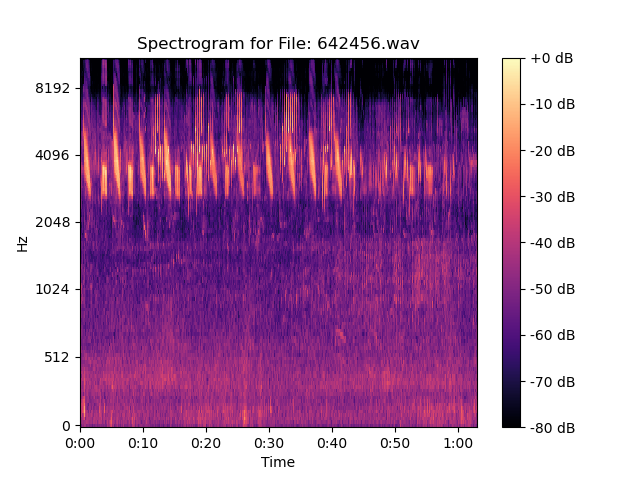 Spectrogram for File: 642456.wav
8192
4096
2048
1024
512
0
Hz
0:00 0:10 0:20 0:30 0:40 0:50 1:00
Time
+0 dB
-10 dB
-20 dB
-30 dB
-40 dB
-50 dB
-60 dB
-70 dB
-80 dB